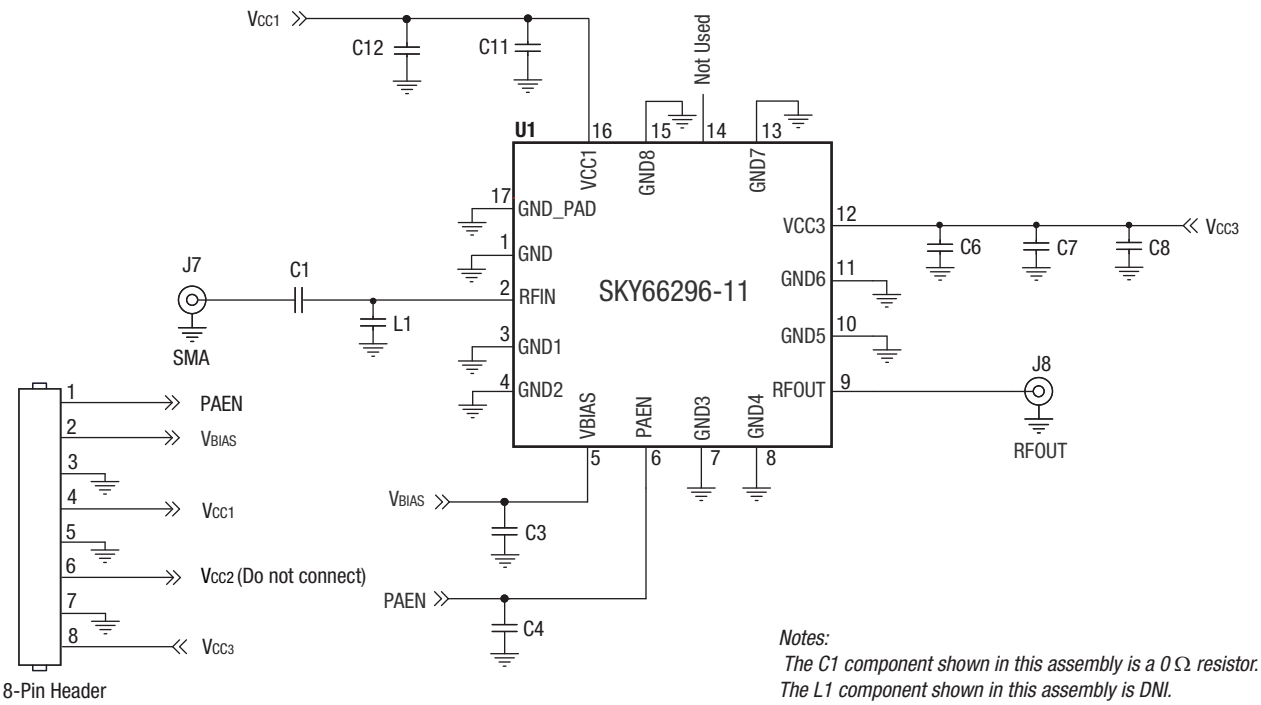 VCC1
C12
C11
Not Used
U1
16
15
14
13
VCC1
GND8
GND7
17
GND_PAD
VCC3
12
VCC3
1
GND
C6
C7
C8
J7
C1
SKY66296-11
GND6
11
2
RFIN
L1
GND5
10
SMA
3
GND1
J8
4
GND2
RFOUT
9
VBIAS
PAEN
GND3
GND4
RFOUT
5
6
7
8
1
PAEN
2
VBIAS
3
4
VCC1
5
6
VCC2 (Do not connect)
7
8
VCC3
8-Pin Header
VBIAS
C3
PAEN
C4
Notes:
The C1 component shown in this assembly is a 0 Ω resistor.
The L1 component shown in this assembly is DNI.